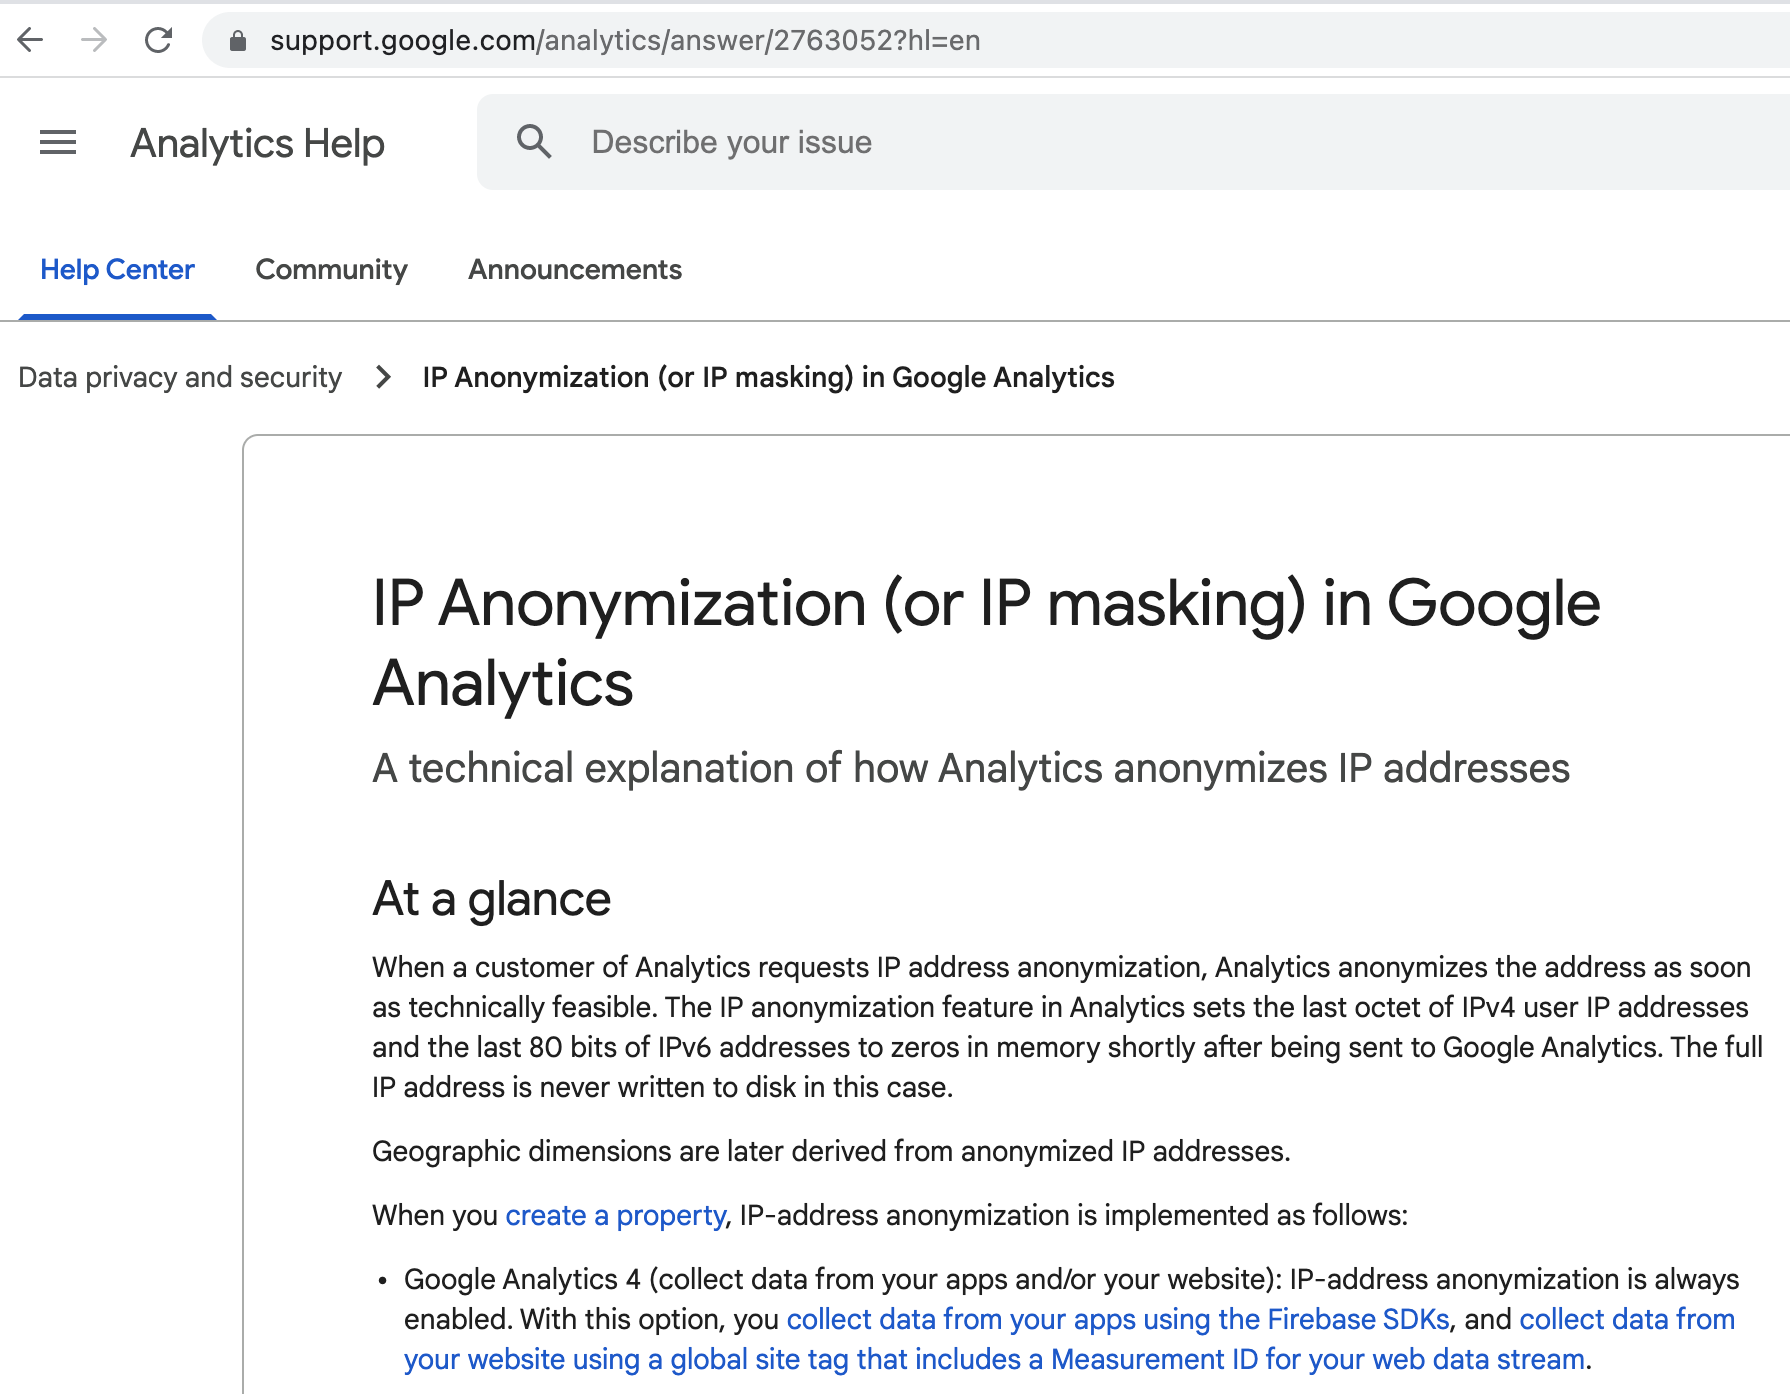 support.google.com/analytics/answer/2763052?hl=en
Analytics Help
Describe your issue
Help Center
Community
Announcements
Data privacy and security
IP Anonymization (or IP masking) in Google Analytics
IP Anonymization (or IP masking) in Google
Analytics
A technical explanation of how Analytics anonymizes IP addresses
At a glance
When a customer of Analytics requests IP address anonymization, Analytics anonymizes the address as soon
as technically feasible. The IP anonymization feature in Analytics sets the last octet of IPv4 user IP addresses
and the last 80 bits of IPv6 addresses to zeros in memory shortly after being sent to Google Analytics. The full
IP address is never written to disk in this case.
Geographic dimensions are later derived from anonymized IP addresses.
When you create a property, IP-address anonymization is implemented as follows:
• Google Analytics 4 (collect data from your apps and/or your website): IP-address anonymization is always
enabled. With this option, you collect data from your apps using the Firebase SDKs, and collect data from
your website using a global site tag that includes a Measurement ID for your web data stream.